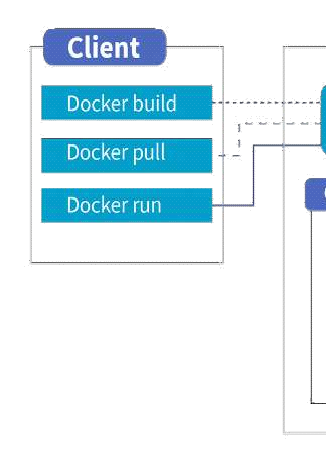 Client
Docker build
Docker pull
Docker run